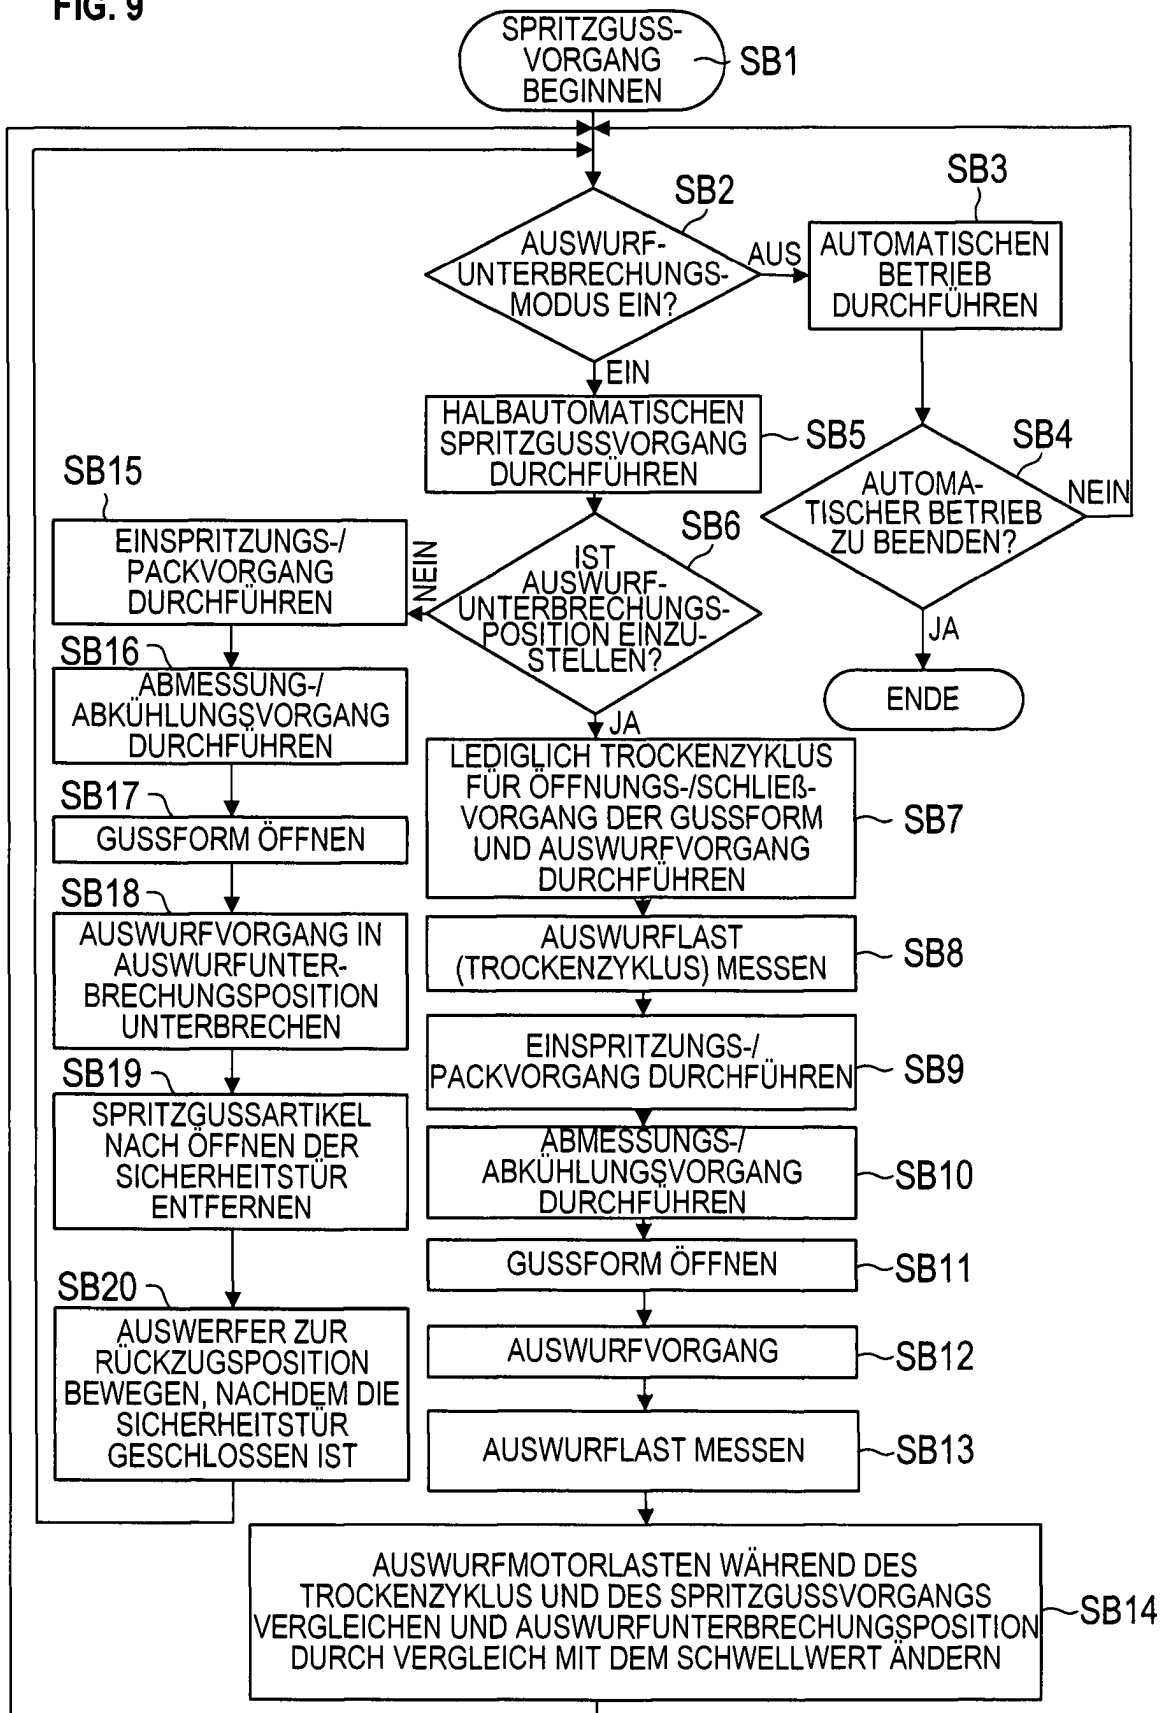 FIG. 9
SPRITZGUSS-
VORGANG
BEGINNEN
SB1
SB2
AUSWURF-
UNTERBRECHUNGS-
MODUS EIN?
AUS
EIN
SB3
AUTOMATISCHEN
BETRIEB
DURCHFÜHREN
SB4
AUTOMA-
TISCHER BETRIEB
ZU BEENDEN?
NEIN
JA
ENDE
HALBAUTOMATISCHEN
SPRITZGUSSVORGANG
DURCHFÜHREN
SB5
SB6
IST
AUSWURF-
UNTERBRECHUNGS-
POSITION EINZU-
STELLEN?
NEIN
JA
SB15
EINSPRITZUNGS-/
PACKVORGANG
DURCHFÜHREN
SB16
ABMESSUNG-/
ABKÜHLUNGSVORGANG
DURCHFÜHREN
SB17
GUSSFORM ÖFFNEN
SB18
AUSWURFVORGANG IN
AUSWURFUNTER-
BRECHUNGSPOSITION
UNTERBRECHEN
SB19
SPRITZGUSSARTIKEL
NACH ÖFFNEN DER
SICHERHEITSTÜR
ENTFERNEN
SB20
AUSWERFER ZUR
RÜCKZUGSPOSITION
BEWEGEN, NACHDEM DIE
SICHERHEITSTÜR
GESCHLOSSEN IST
LEDIGLICH TROCKENZYKLUS
FÜR ÖFFNUNGS-/SCHLIEß-
VORGANG DER GUSSFORM
UND AUSWURFVORGANG
DURCHFÜHREN
SB7
AUSWURFLAST
(TROCKENZYKLUS) MESSEN
SB8
EINSPRITZUNGS-/
PACKVORGANG DURCHFÜHREN
SB9
ABMESSUNGS-/
ABKÜHLUNGSVORGANG
DURCHFÜHREN
SB10
GUSSFORM ÖFFNEN
SB11
AUSWURFVORGANG
SB12
AUSWURFLAST MESSEN
SB13
AUSWURFMOTORLASTEN WÄHREND DES
TROCKENZYKLUS UND DES SPRITZGUSSVORGANGS
VERGLEICHEN UND AUSWURFUNTERBRECHUNGSPOSITION
DURCH VERGLEICH MIT DEM SCHWELLWERT ÄNDERN
SB14